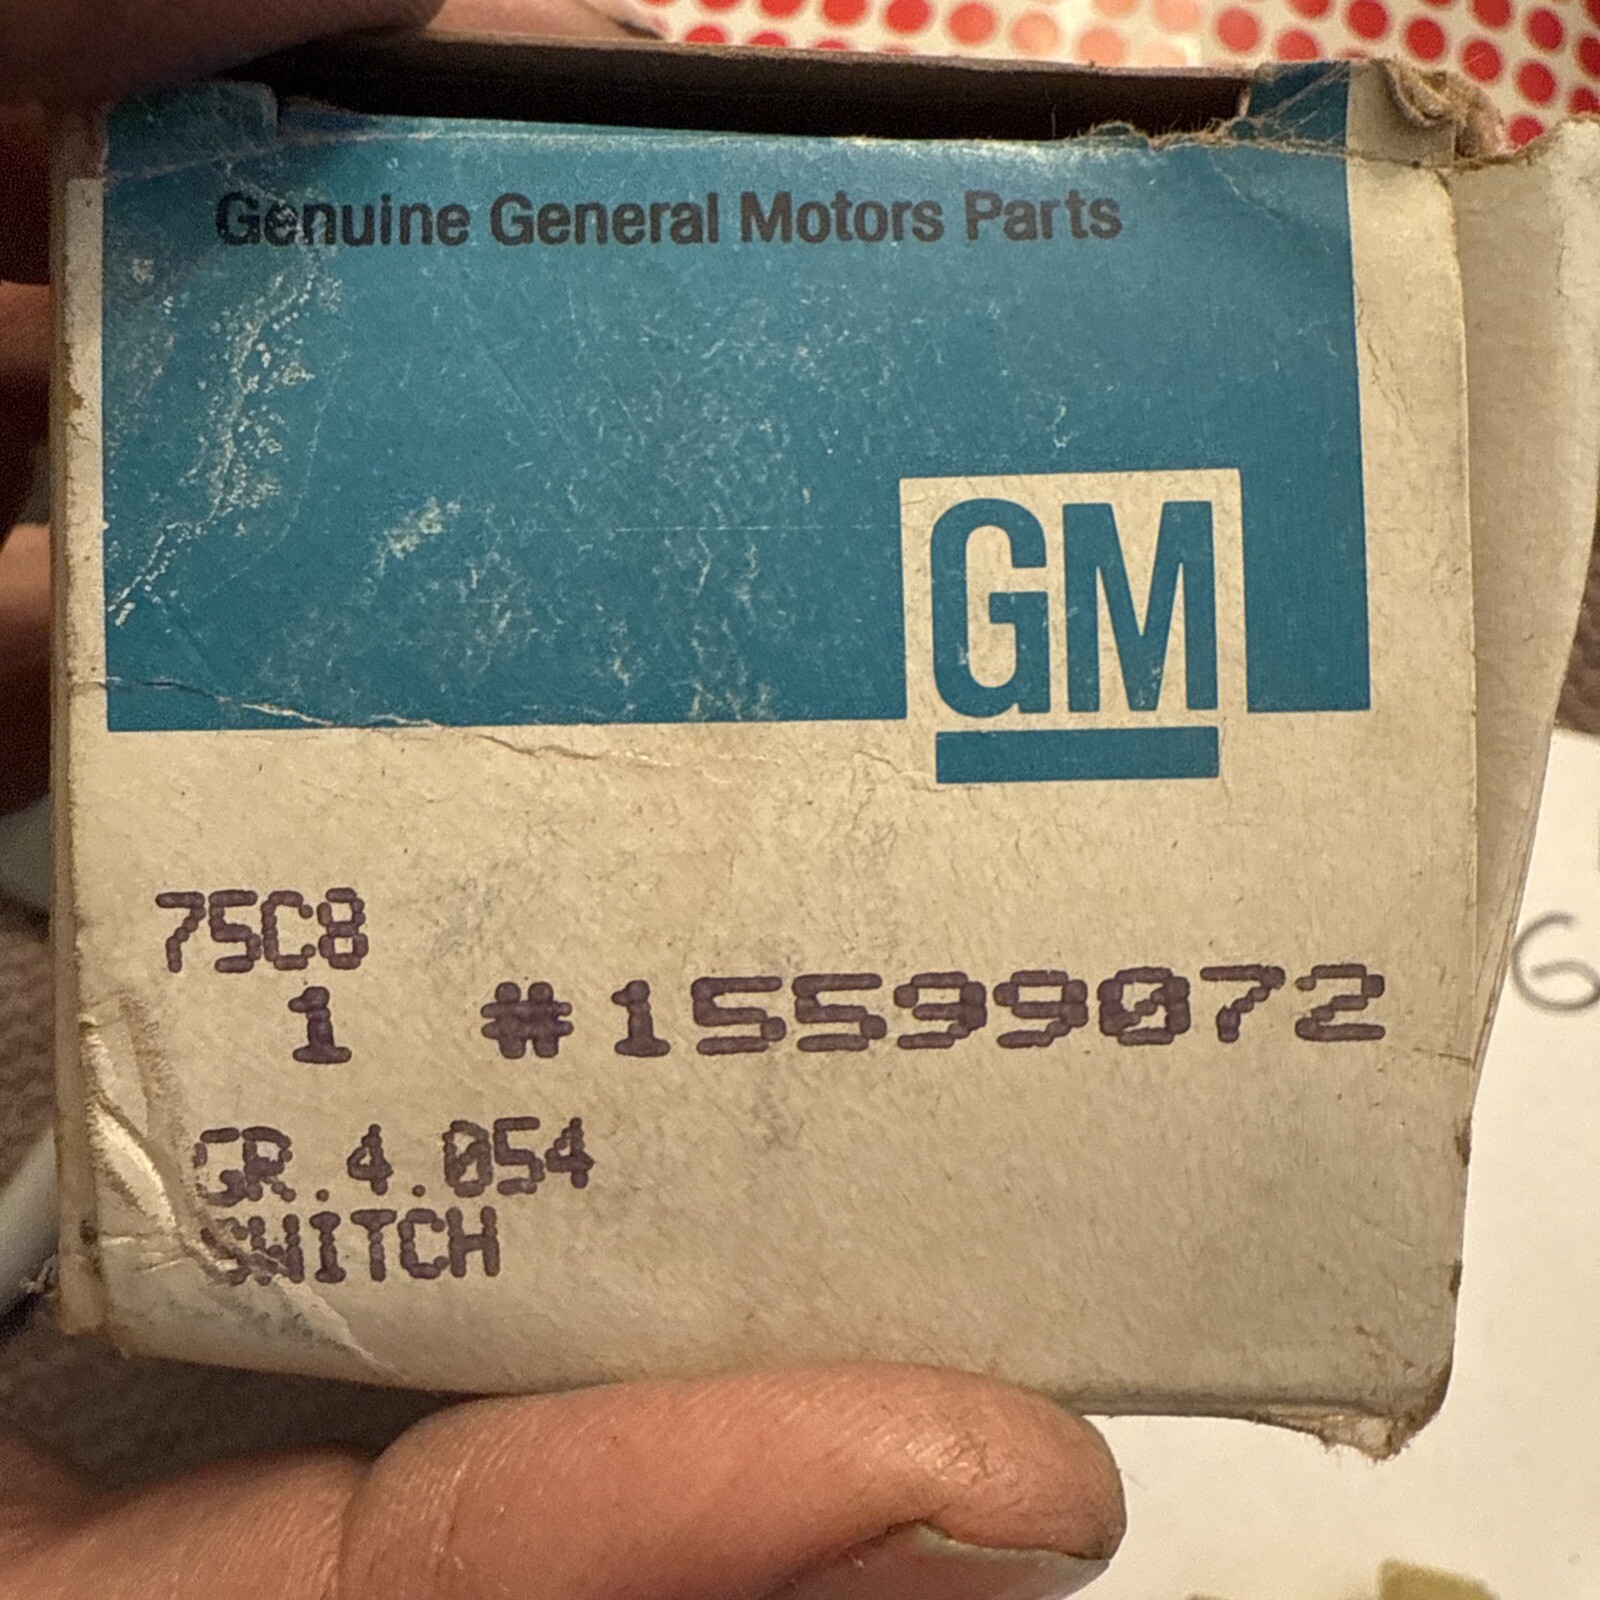 Genuine General Motors Parts
GM
75C8
1 #15599072
GR.4.054
SWITCH
G